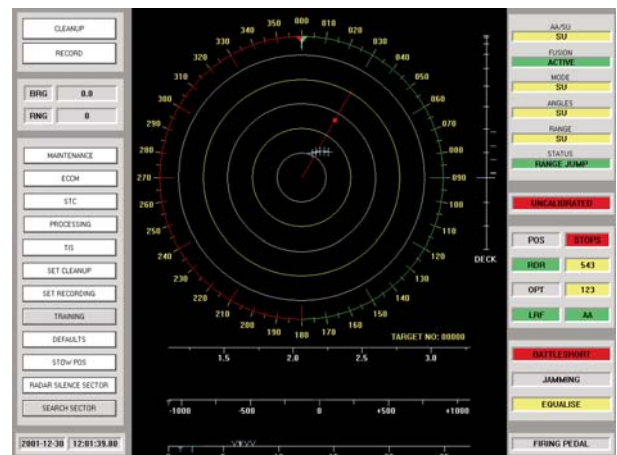 CLEANUP
RECORD
BRG 0.0
RNG 0
MAINTENANCE
ECCM
STC
PROCESSING
TIS
SET CLEANUP
SET RECORDING
TRAINING
DEFAULTS
STOW POS
RADAR SILENCE SECTOR
SEARCH SECTOR
2001-12-30 12:01:39.80
000
010
020
030
040
050
060
070
080
090
100
110
120
130
140
150
160
170
180
190
200
210
220
230
240
250
260
270
280
290
300
310
320
330
340
350
DECK
TARGET NO: 00000
1.5 2.0 2.5 3.0
-1000 -500 0 +500 +1000
AA/SU
SU
FUSION
ACTIVE
MODE
SU
ANGLES
SU
RANGE
SU
STATUS
RANGE JUMP
UNCALIBRATED
POS STOPS
RDR 543
OPT 123
LRF AA
BATTLESHORT
JAMMING
EQUALISE
FIRING PEDAL